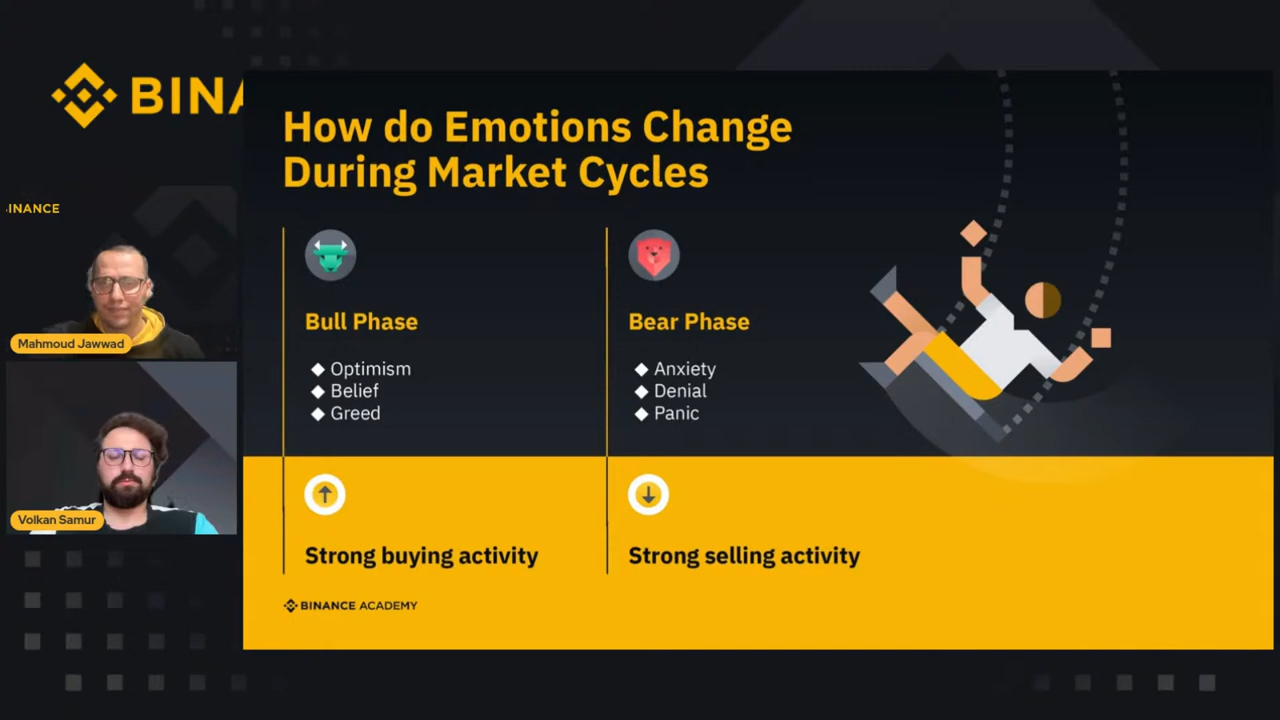 BINA
How do Emotions Change
During Market Cycles
BINANCE
Mahmoud Jawwad
Volkan Samur
Bull Phase
Optimism
Belief
Greed
Strong buying activity
Bear Phase
Anxiety
Denial
Panic
Strong selling activity
BINANCE ACADEMY